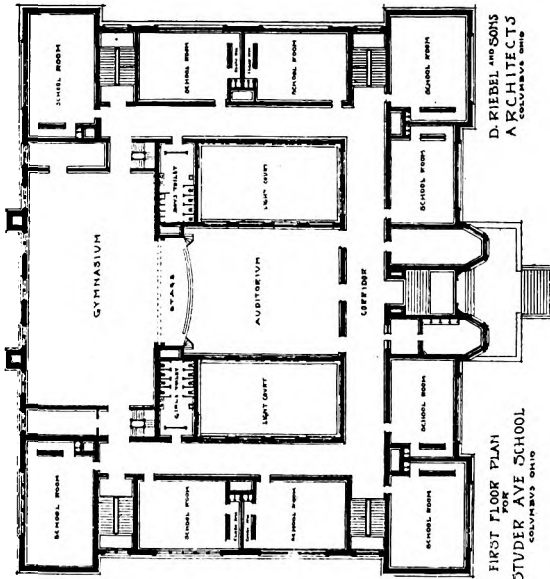 SCHOOL ROOM
GYMNASIUM
SCHOOL ROOM
GIRLS TOILET
STAGE
BOYS TOILET
SCHOOL ROOM
SCHOOL ROOM
LIGHT COURT
AUDITORIUM
LIGHT COURT
SCHOOL ROOM
SCHOOL ROOM
CORRIDOR
SCHOOL ROOM
SCHOOL ROOM
SCHOOL ROOM
SCHOOL ROOM
FIRST FLOOR PLAN
FOR
STUDER AVE SCHOOL
COLUMBUS OHIO
D. RIEBEL AND SONS
ARCHITECTS
COLUMBUS OHIO